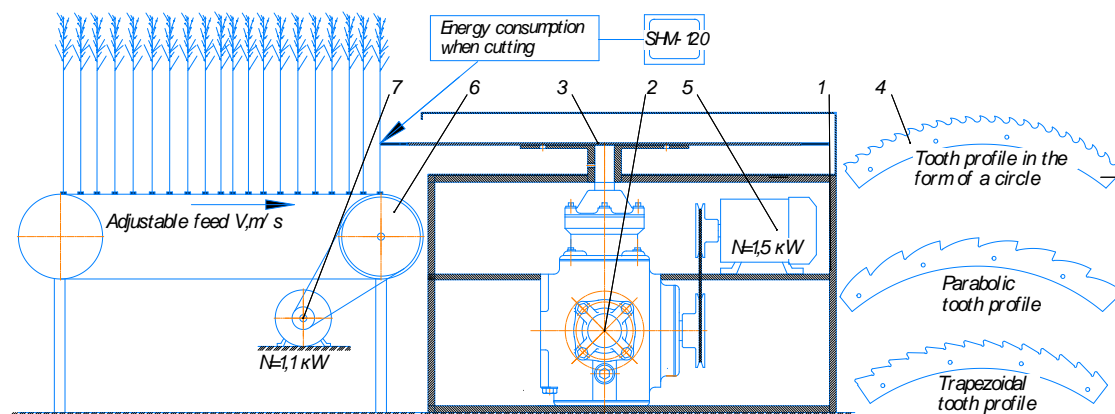 Energy consumption
when cutting
SHM-120
7
6
3
2
5
1
4
Tooth profile in the
form of a circle
Adjustable feed V,m/s
N=1,5 кW
Parabolic
tooth profile
N=1,1 кW
Trapezoidal
tooth profile